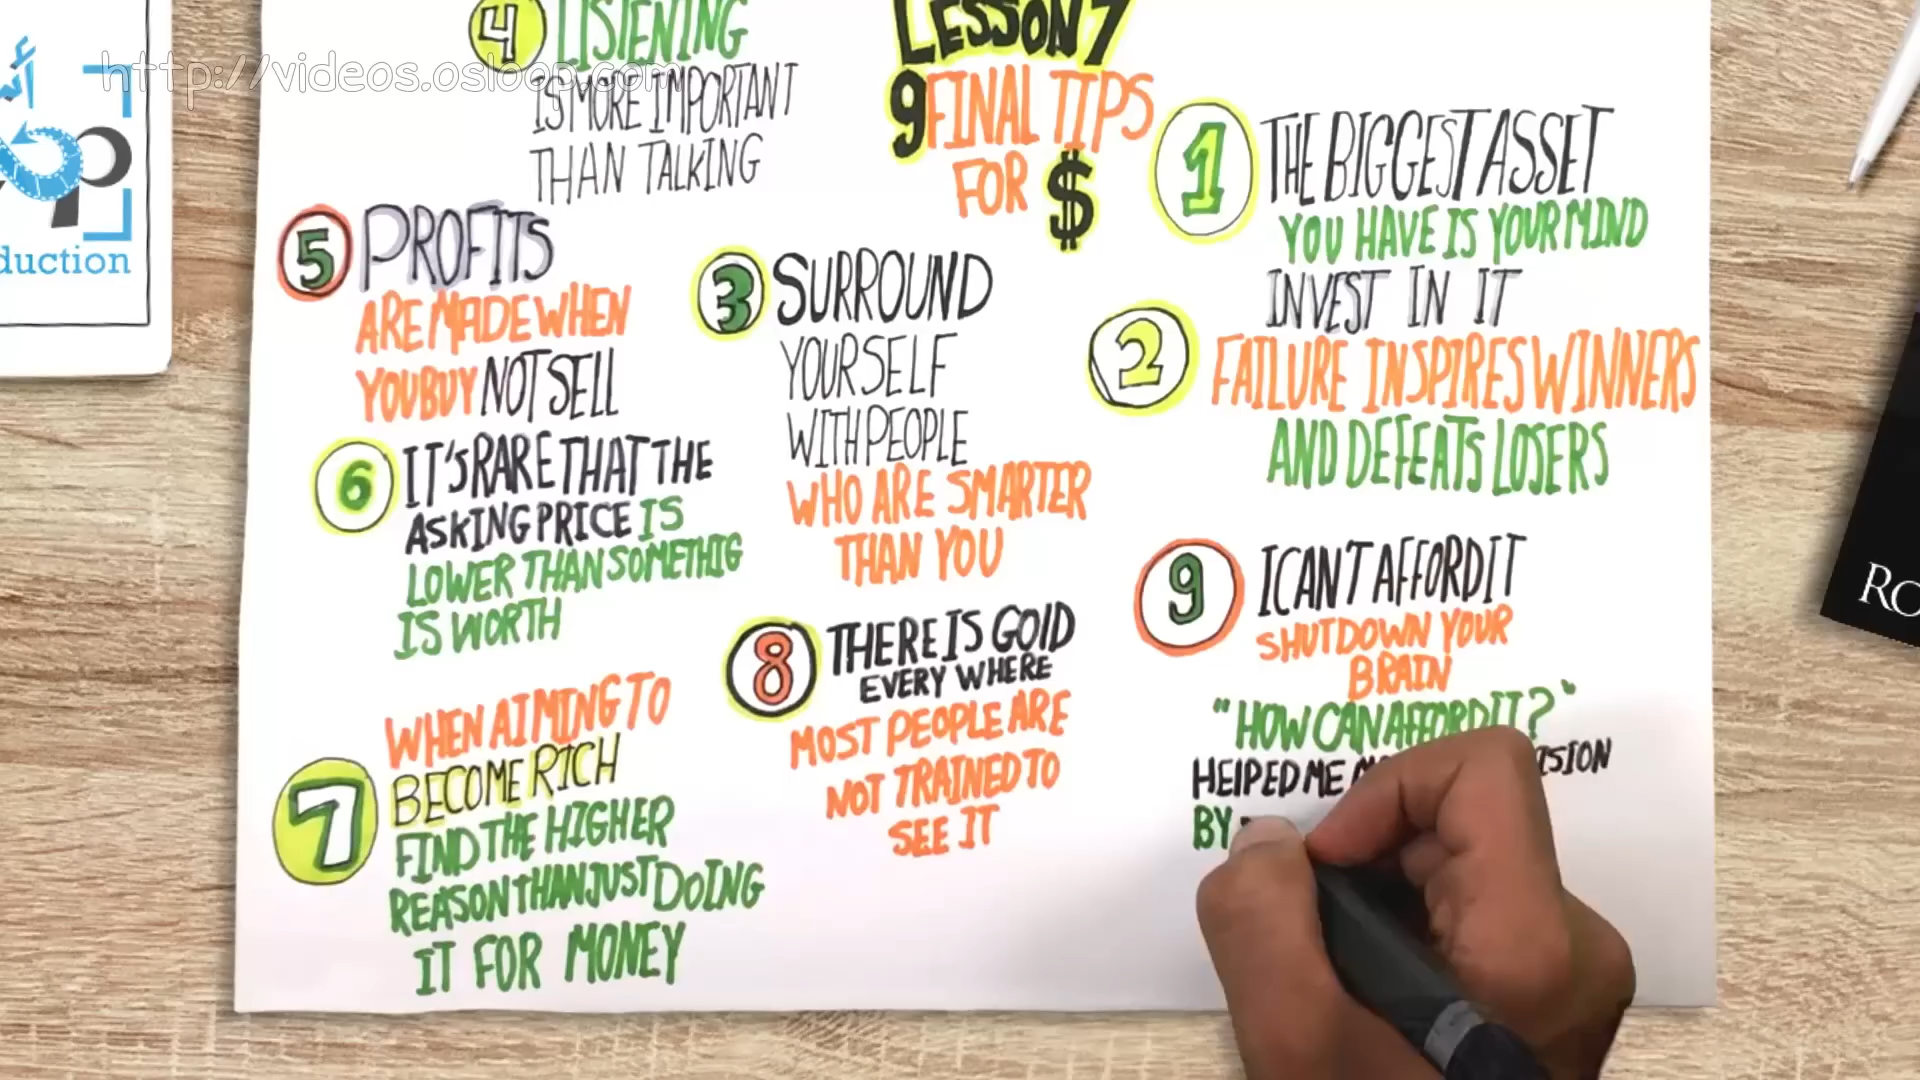 http://videos.osloop.com
duction
4
LISTENING
IS MORE IMPORTANT
THAN TALKING
LESSON 7
9 FINAL TIPS
FOR $
1
THE BIGGEST ASSET
YOU HAVE IS YOUR MIND
INVEST IN IT
2
FAILURE INSPIRES WINNERS
AND DEFEATS LOSERS
3
SURROUND
YOURSELF
WITH PEOPLE
WHO ARE SMARTER
THAN YOU
5
PROFITS
ARE MADE WHEN
YOU BUY NOT SELL
6
IT'S RARE THAT THE
ASKING PRICE IS
LOWER THAN SOMETHIG
IS WORTH
7
WHEN AIMING TO
BECOME RICH
FIND THE HIGHER
REASON THAN JUST DOING
IT FOR MONEY
8
THERE IS GOLD
EVERY WHERE
MOST PEOPLE ARE
NOT TRAINED TO
SEE IT
9
I CAN'T AFFORD IT
SHUTDOWN YOUR
BRAIN
"HOW CAN AFFORD IT?"
HELPED ME
BY
RO